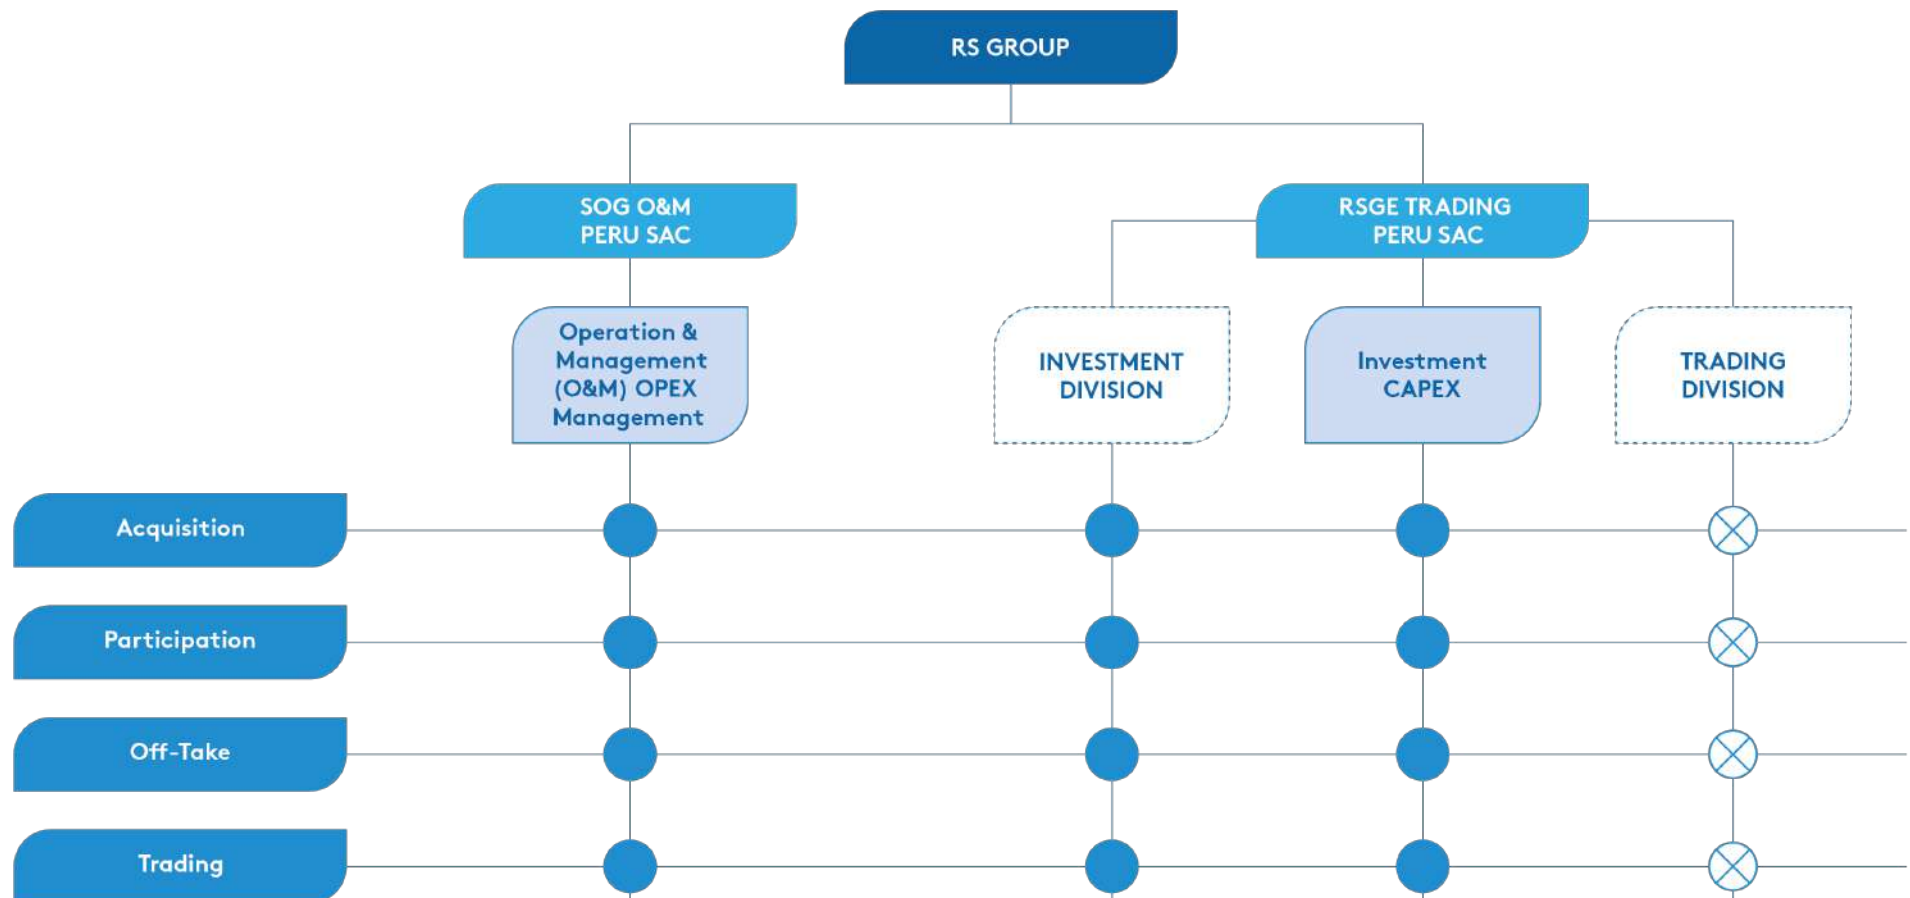 RS GROUP
SOG O&M
PERU SAC
RSGE TRADING
PERU SAC
Operation &
Management
(O&M) OPEX
Management
INVESTMENT
DIVISION
Investment
CAPEX
TRADING
DIVISION
Acquisition
Participation
Off-Take
Trading